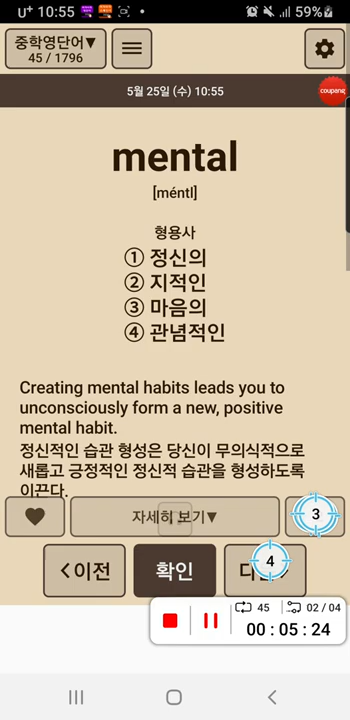 U+ 10:55 59%
중학영단어▼
45 / 1796
5월 25일 (수) 10:55
coupang
mental
[méntl]
형용사
① 정신의
② 지적인
③ 마음의
④ 관념적인
Creating mental habits leads you to
unconsciously form a new, positive
mental habit.
정신적인 습관 형성은 당신이 무의식적으로
새롭고 긍정적인 정신적 습관을 형성하도록
이끈다.
자세히 보기▼
3
<이전
확인
4
45 02 / 04
00 : 05 : 24